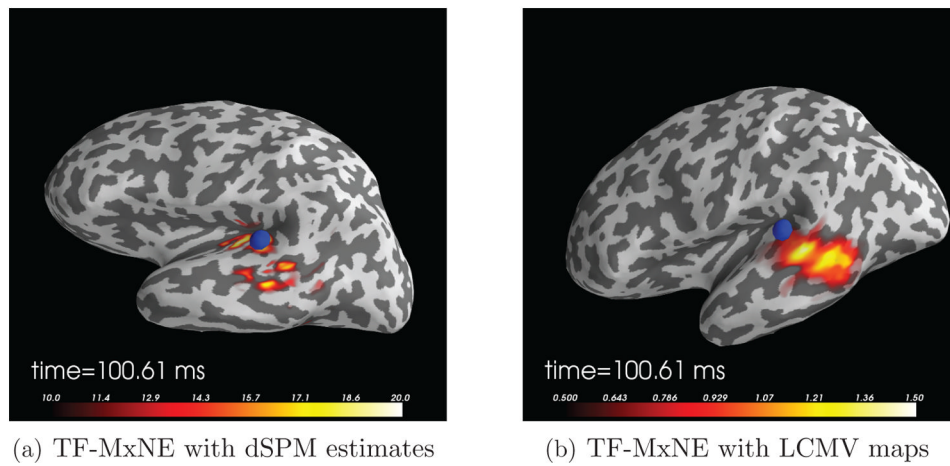 time=100.61 ms
10.0 11.4 12.9 14.3 15.7 17.1 18.6 20.0
(a) TF-MxNE with dSPM estimates
time=100.61 ms
0.500 0.643 0.786 0.929 1.07 1.21 1.36 1.50
(b) TF-MxNE with LCMV maps